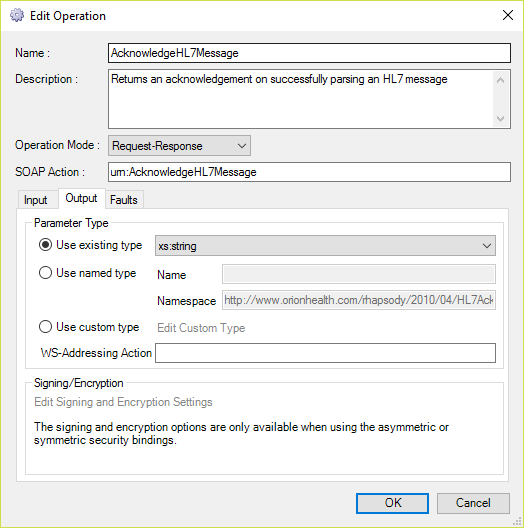 Edit Operation
Name :
AcknowledgeHL7Message
Description :
Returns an acknowledgement on successfully parsing an HL7 message
Operation Mode :
Request-Response
SOAP Action :
urn:AcknowledgeHL7Message
Input
Output
Faults
Parameter Type
Use existing type
xs:string
Use named type
Name
Namespace
http://www.orionhealth.com/rhapsody/2010/04/HL7Ack
Use custom type
Edit Custom Type
WS-Addressing Action
Signing/Encryption
Edit Signing and Encryption Settings
The signing and encryption options are only available when using the asymmetric or
symmetric security bindings.
OK
Cancel